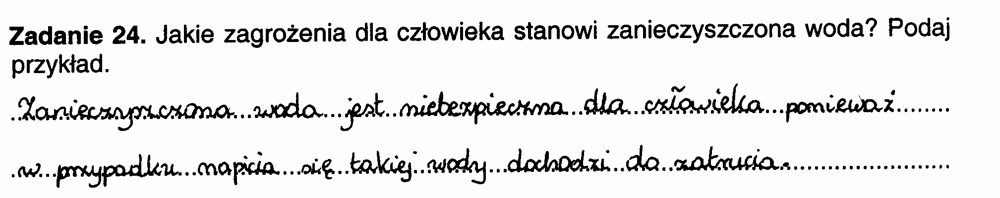 Zadanie 24. Jakie zagrożenia dla człowieka stanowi zanieczyszczona woda? Podaj
przykład.
Zanieczyszczona woda jest niebezpieczna dla człowieka ponieważ
w przypadku napicia się takiej wody dochodzi do zatrucia.